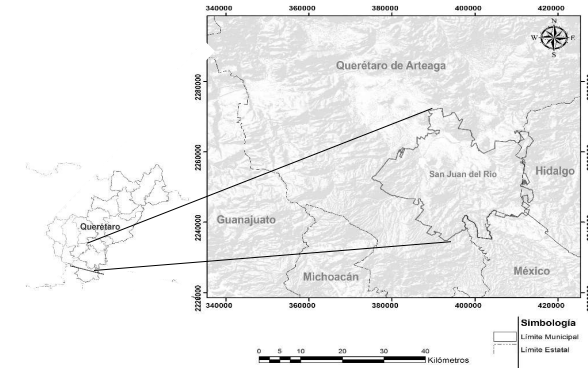 340000 360000 380000 400000 420000
N
W E
S
Querétaro de Arteaga
2280000
2260000
San Juan del Río
Hidalgo
Querétaro
Guanajuato
2240000
Michoacán
México
2220000
340000 360000 380000 400000 420000
Simbología
Límite Municipal
Límite Estatal
0 5 10 20 30 40
Kilómetros